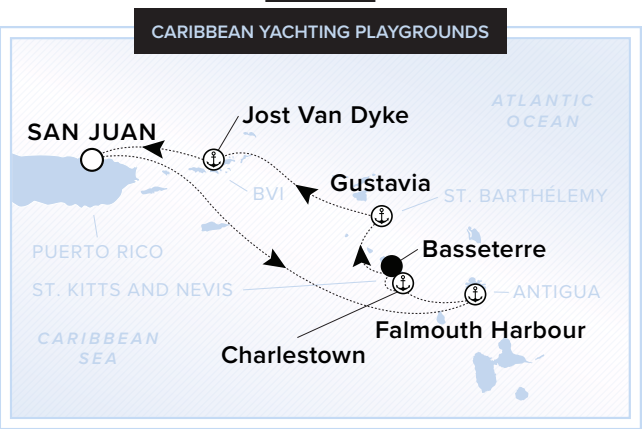 CARIBBEAN YACHTING PLAYGROUNDS
ATLANTIC
OCEAN
Jost Van Dyke
SAN JUAN
Gustavia
BVI
ST. BARTHÉLEMY
Basseterre
PUERTO RICO
ST. KITTS AND NEVIS
ANTIGUA
Falmouth Harbour
CARIBBEAN
SEA
Charlestown